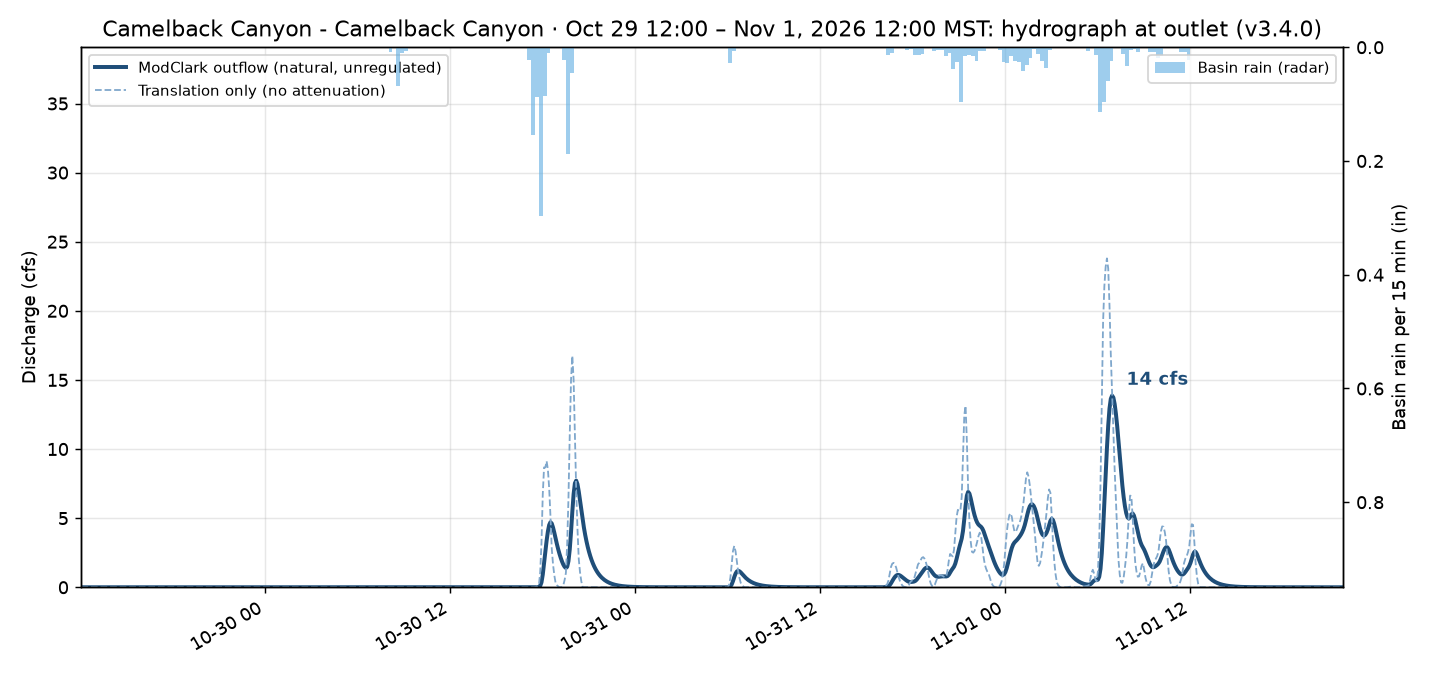 Camelback Canyon - Camelback Canyon · Oct 29 12:00 – Nov 1, 2026 12:00 MST: hydrograph at outlet (v3.4.0)
ModClark outflow (natural, unregulated)
Translation only (no attenuation)
Basin rain (radar)
Discharge (cfs)
35
30
25
20
15
10
5
0
0.0
0.2
0.4
0.6
0.8
Basin rain per 15 min (in)
14 cfs
10-30 00
10-30 12
10-31 00
10-31 12
11-01 00
11-01 12